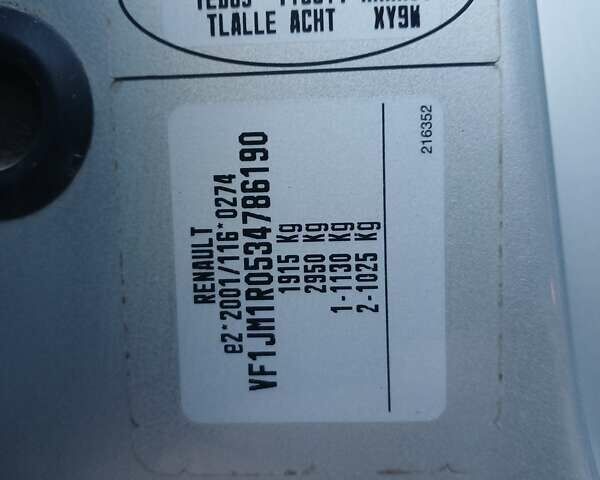 TLALLE ACHT XY9W
RENAULT
e2*2001/116*0274
VF1JM1R0534786190
1915 Kg
2950 Kg
1-1130 Kg
2-1025 Kg
216352